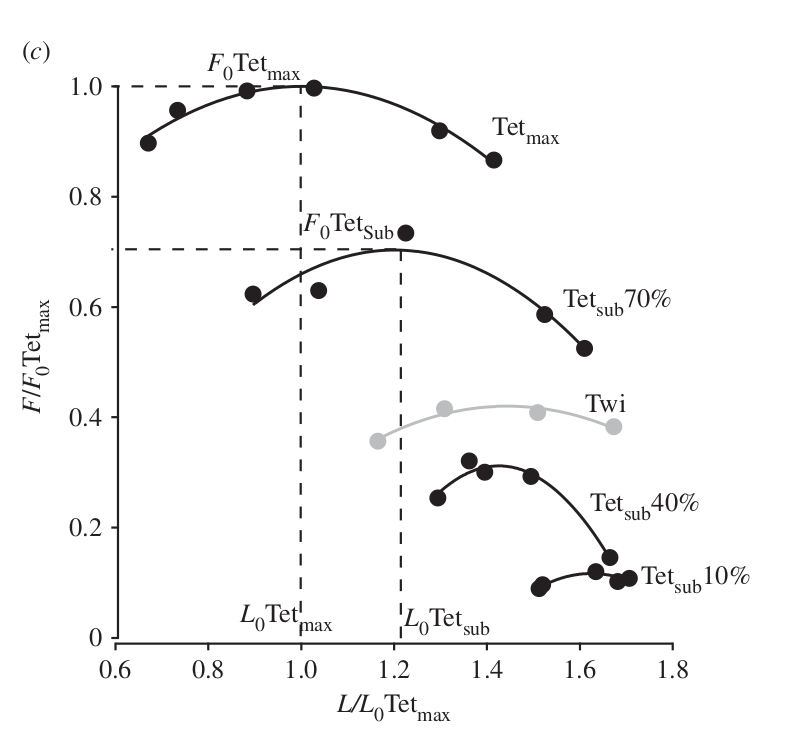 (c)
F₀Tetmax
1.0
Tetmax
0.8
F₀TetSub
0.6
Tetsub70%
F/F₀Tetmax
0.4
Twi
Tetsub40%
0.2
Tetsub10%
L₀Tetmax
L₀Tetsub
0
0.6 0.8 1.0 1.2 1.4 1.6 1.8
L/L₀Tetmax